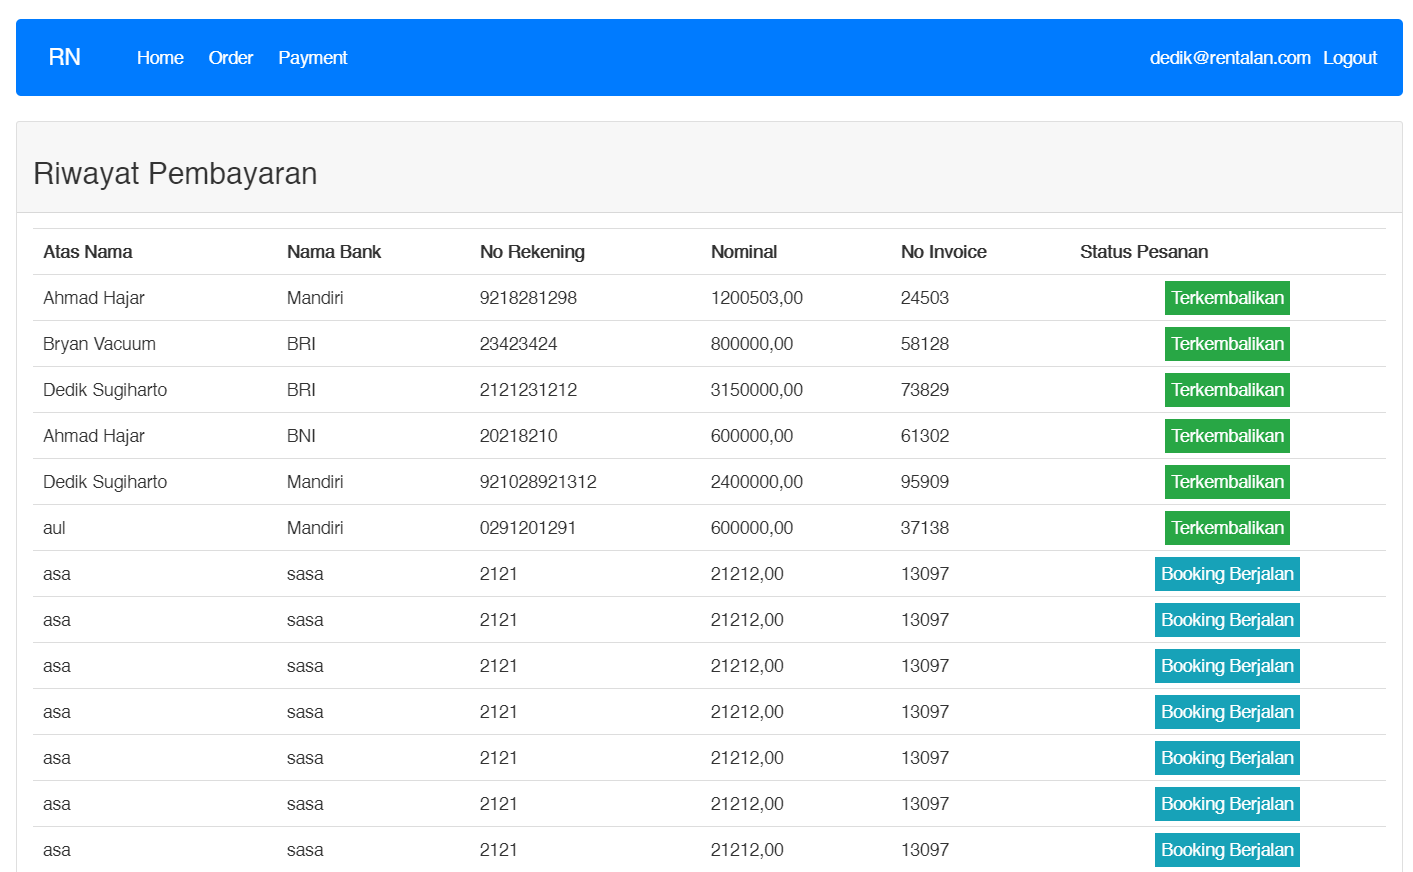 RN Home Order Payment dedik@rentalan.com Logout
Riwayat Pembayaran
Atas Nama Nama Bank No Rekening Nominal No Invoice Status Pesanan
Ahmad Hajar Mandiri 9218281298 1200503,00 24503 Terkembalikan
Bryan Vacuum BRI 23423424 800000,00 58128 Terkembalikan
Dedik Sugiharto BRI 2121231212 3150000,00 73829 Terkembalikan
Ahmad Hajar BNI 20218210 600000,00 61302 Terkembalikan
Dedik Sugiharto Mandiri 921028921312 2400000,00 95909 Terkembalikan
aul Mandiri 0291201291 600000,00 37138 Terkembalikan
asa sasa 2121 21212,00 13097 Booking Berjalan
asa sasa 2121 21212,00 13097 Booking Berjalan
asa sasa 2121 21212,00 13097 Booking Berjalan
asa sasa 2121 21212,00 13097 Booking Berjalan
asa sasa 2121 21212,00 13097 Booking Berjalan
asa sasa 2121 21212,00 13097 Booking Berjalan
asa sasa 2121 21212,00 13097 Booking Berjalan